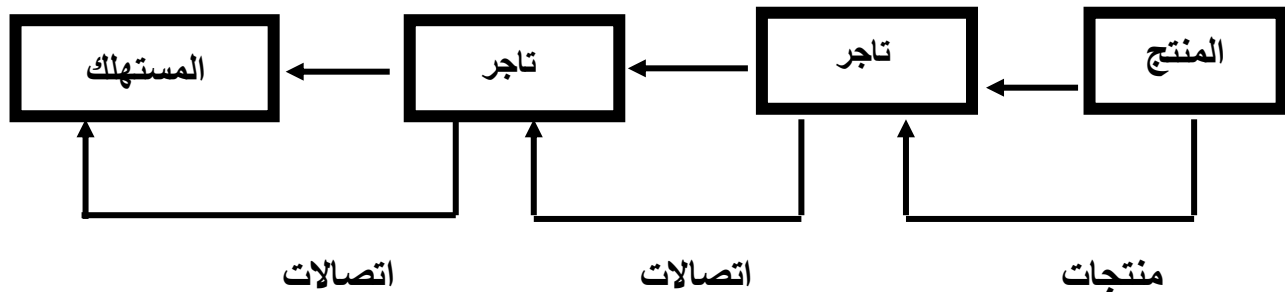 المنتج
تاجر
تاجر
المستهلك
منتجات
اتصالات
اتصالات